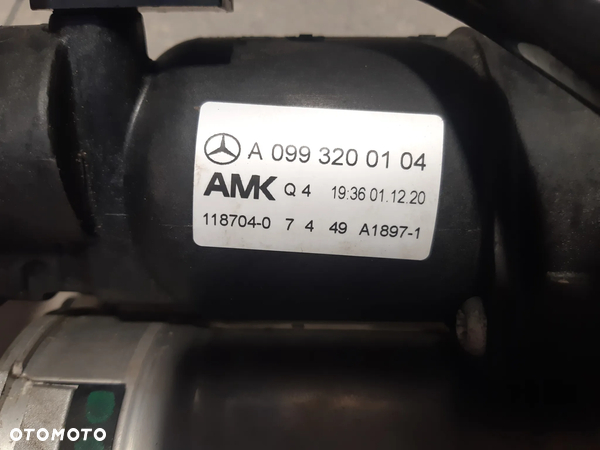 A 099 320 01 04
AMK Q 4 19:36 01.12.20
118704-0 7 4 49 A1897-1
OTOMOTO